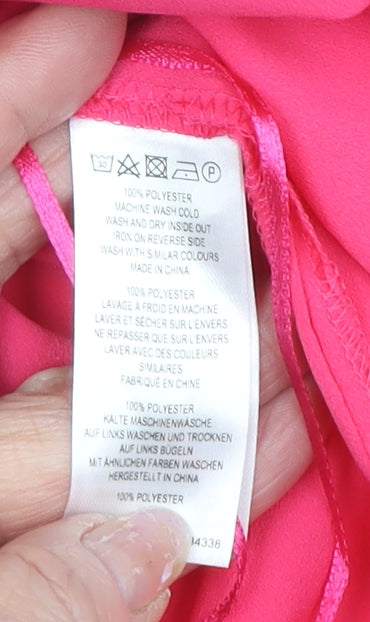 30 P
100% POLYESTER
MACHINE WASH COLD
WASH AND DRY INSIDE OUT
IRON ON REVERSE SIDE
WASH WITH SIMILAR COLOURS
MADE IN CHINA
100% POLYESTER
LAVAGE À FROID EN MACHINE
LAVER ET SÉCHER SUR L'ENVERS
NE REPASSER QUE SUR L'ENVERS
LAVER AVEC DES COULEURS
SIMILAIRES
FABRIQUÉ EN CHINE
100% POLYESTER
KALTE MASCHINENWÄSCHE
AUF LINKS WASCHEN UND TROCKNEN
AUF LINKS BÜGELN
MIT ÄHNLICHEN FARBEN WASCHEN
HERGESTELLT IN CHINA
100% POLYESTER
34338